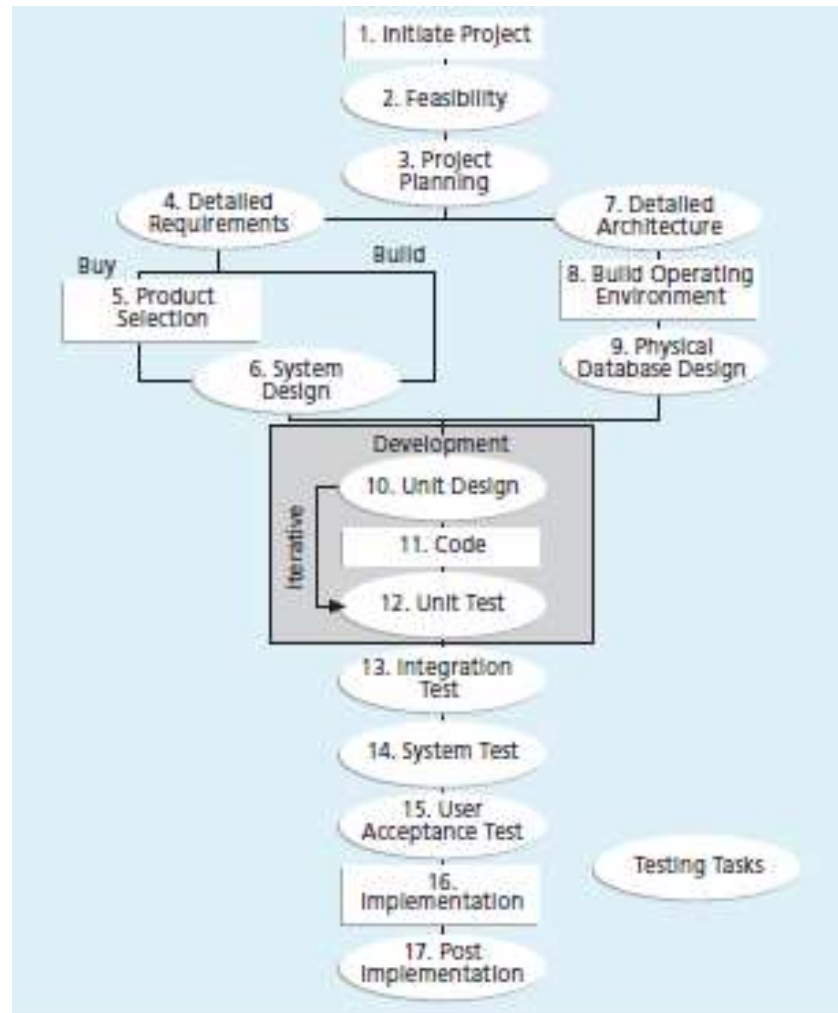 1. Initiate Project
2. Feasibility
3. Project
Planning
4. Detailed
Requirements
7. Detailed
Architecture
Buy
Build
5. Product
Selection
8. Build Operating
Environment
6. System
Design
9. Physical
Database Design
Development
Iterative
10. Unit Design
11. Code
12. Unit Test
13. Integration
Test
14. System Test
15. User
Acceptance Test
Testing Tasks
16.
Implementation
17. Post
Implementation